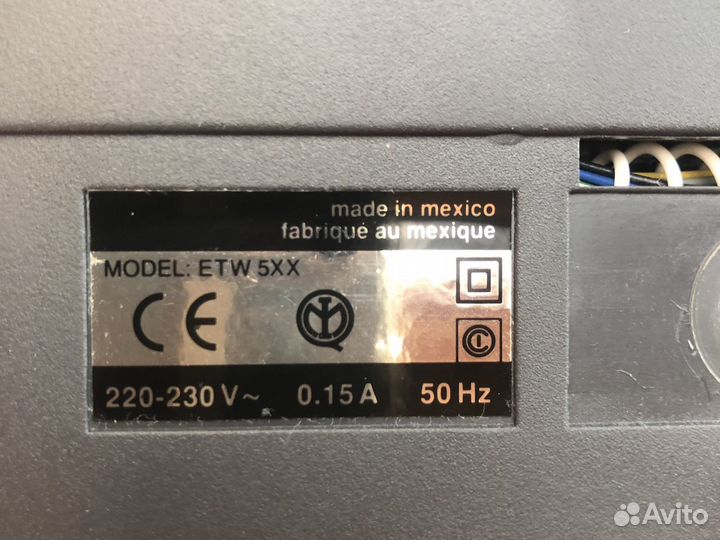 made in mexico
fabriqué au mexique
MODEL: ETW 5XX
CE
220-230 V~ 0.15 A 50 Hz
Avito